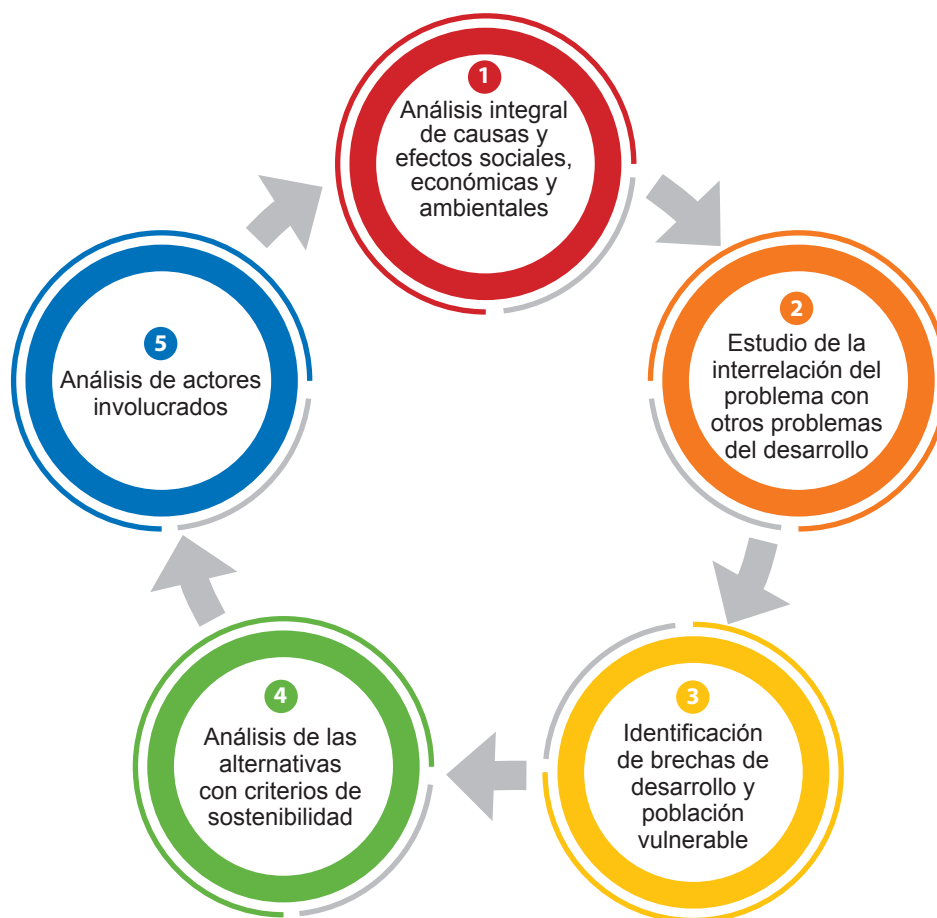 1
Análisis integral
de causas y
efectos sociales,
económicas y
ambientales
2
Estudio de la
interrelación del
problema con
otros problemas
del desarrollo
3
Identificación
de brechas de
desarrollo y
población
vulnerable
4
Análisis de las
alternativas
con criterios de
sostenibilidad
5
Análisis de actores
involucrados